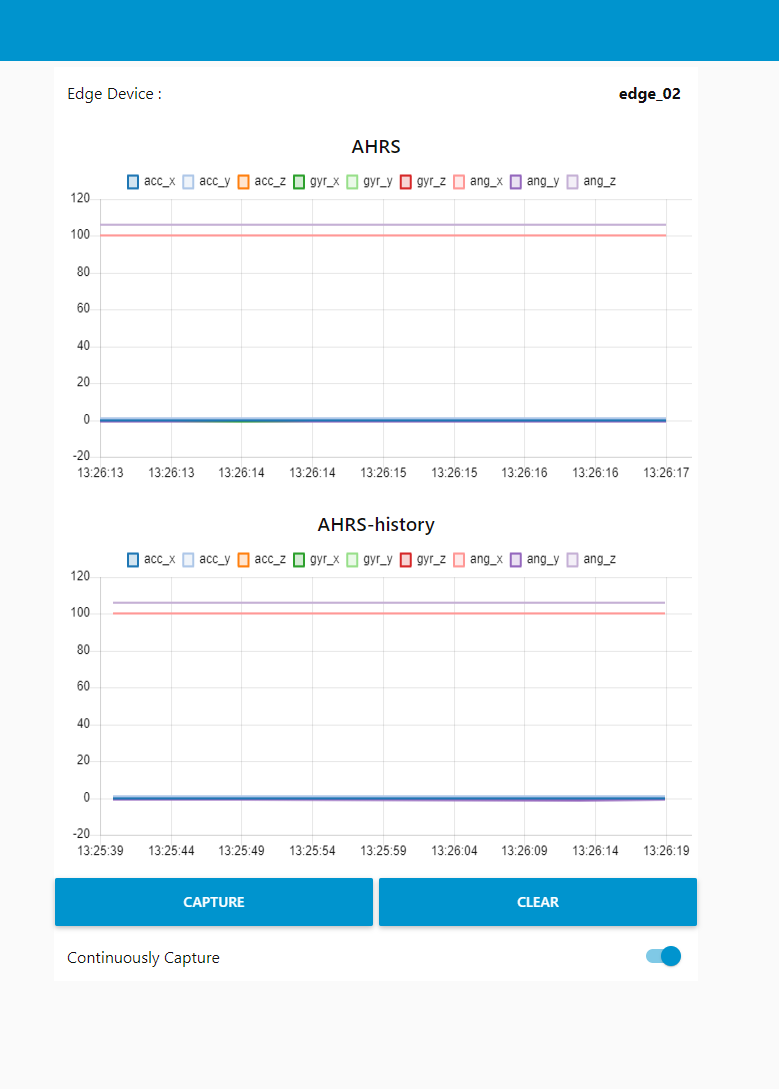 Edge Device : edge_02
AHRS
acc_x acc_y acc_z gyr_x gyr_y gyr_z ang_x ang_y ang_z
120
100
80
60
40
20
0
-20
13:26:13 13:26:13 13:26:14 13:26:14 13:26:15 13:26:15 13:26:16 13:26:16 13:26:17
AHRS-history
acc_x acc_y acc_z gyr_x gyr_y gyr_z ang_x ang_y ang_z
120
100
80
60
40
20
0
-20
13:25:39 13:25:44 13:25:49 13:25:54 13:25:59 13:26:04 13:26:09 13:26:14 13:26:19
CAPTURE CLEAR
Continuously Capture